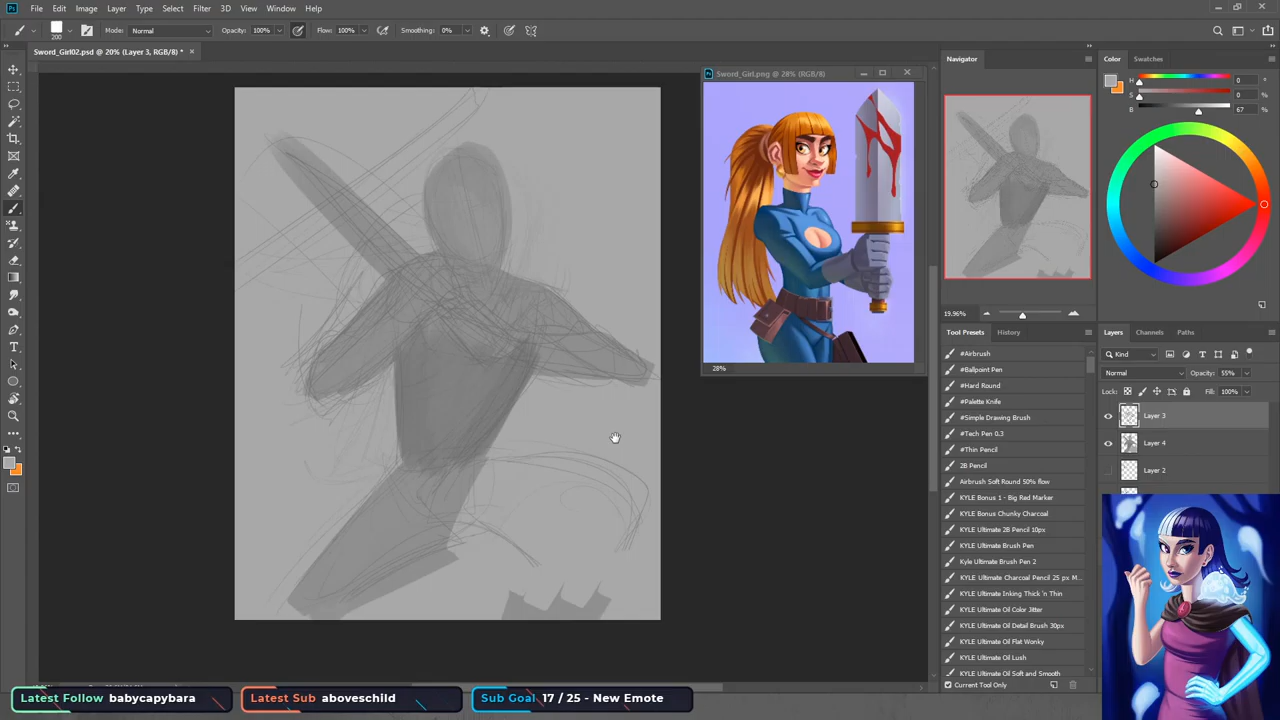 File Edit Image Layer Type Select Filter 3D View Window Help
200 Mode: Normal Opacity: 100% Flow: 100% Smoothing: 0%
Sword_Girl02.psd @ 20% (Layer 3, RGB/8) *
Sword_Girl.png @ 28% (RGB/8)
28%
Navigator
19.96%
Color Swatches
H 0 °
S 0 %
B 67 %
Tool Presets History
#Airbrush
#Ballpoint Pen
#Hard Round
#Palette Knife
#Simple Drawing Brush
#Tech Pen 0.3
#Thin Pencil
2B Pencil
Airbrush Soft Round 50% flow
KYLE Bonus 1 - Big Red Marker
KYLE Bonus Chunky Charcoal
KYLE Ultimate 2B Pencil 10px
KYLE Ultimate Brush Pen
Kyle Ultimate Brush Pen 2
KYLE Ultimate Charcoal Pencil 25 px M...
KYLE Ultimate Inking Thick 'n Thin
KYLE Ultimate Oil Color Jitter
KYLE Ultimate Oil Detail Brush 30px
KYLE Ultimate Oil Flat Wonky
KYLE Ultimate Oil Lush
KYLE Ultimate Oil Soft and Smooth
Current Tool Only
Layers Channels Paths
Kind
Normal Opacity: 55%
Lock: Fill: 100%
Layer 3
Layer 4
Layer 2
Latest Follow babycapybara
Latest Sub aboveschild
Sub Goal 17 / 25 - New Emote